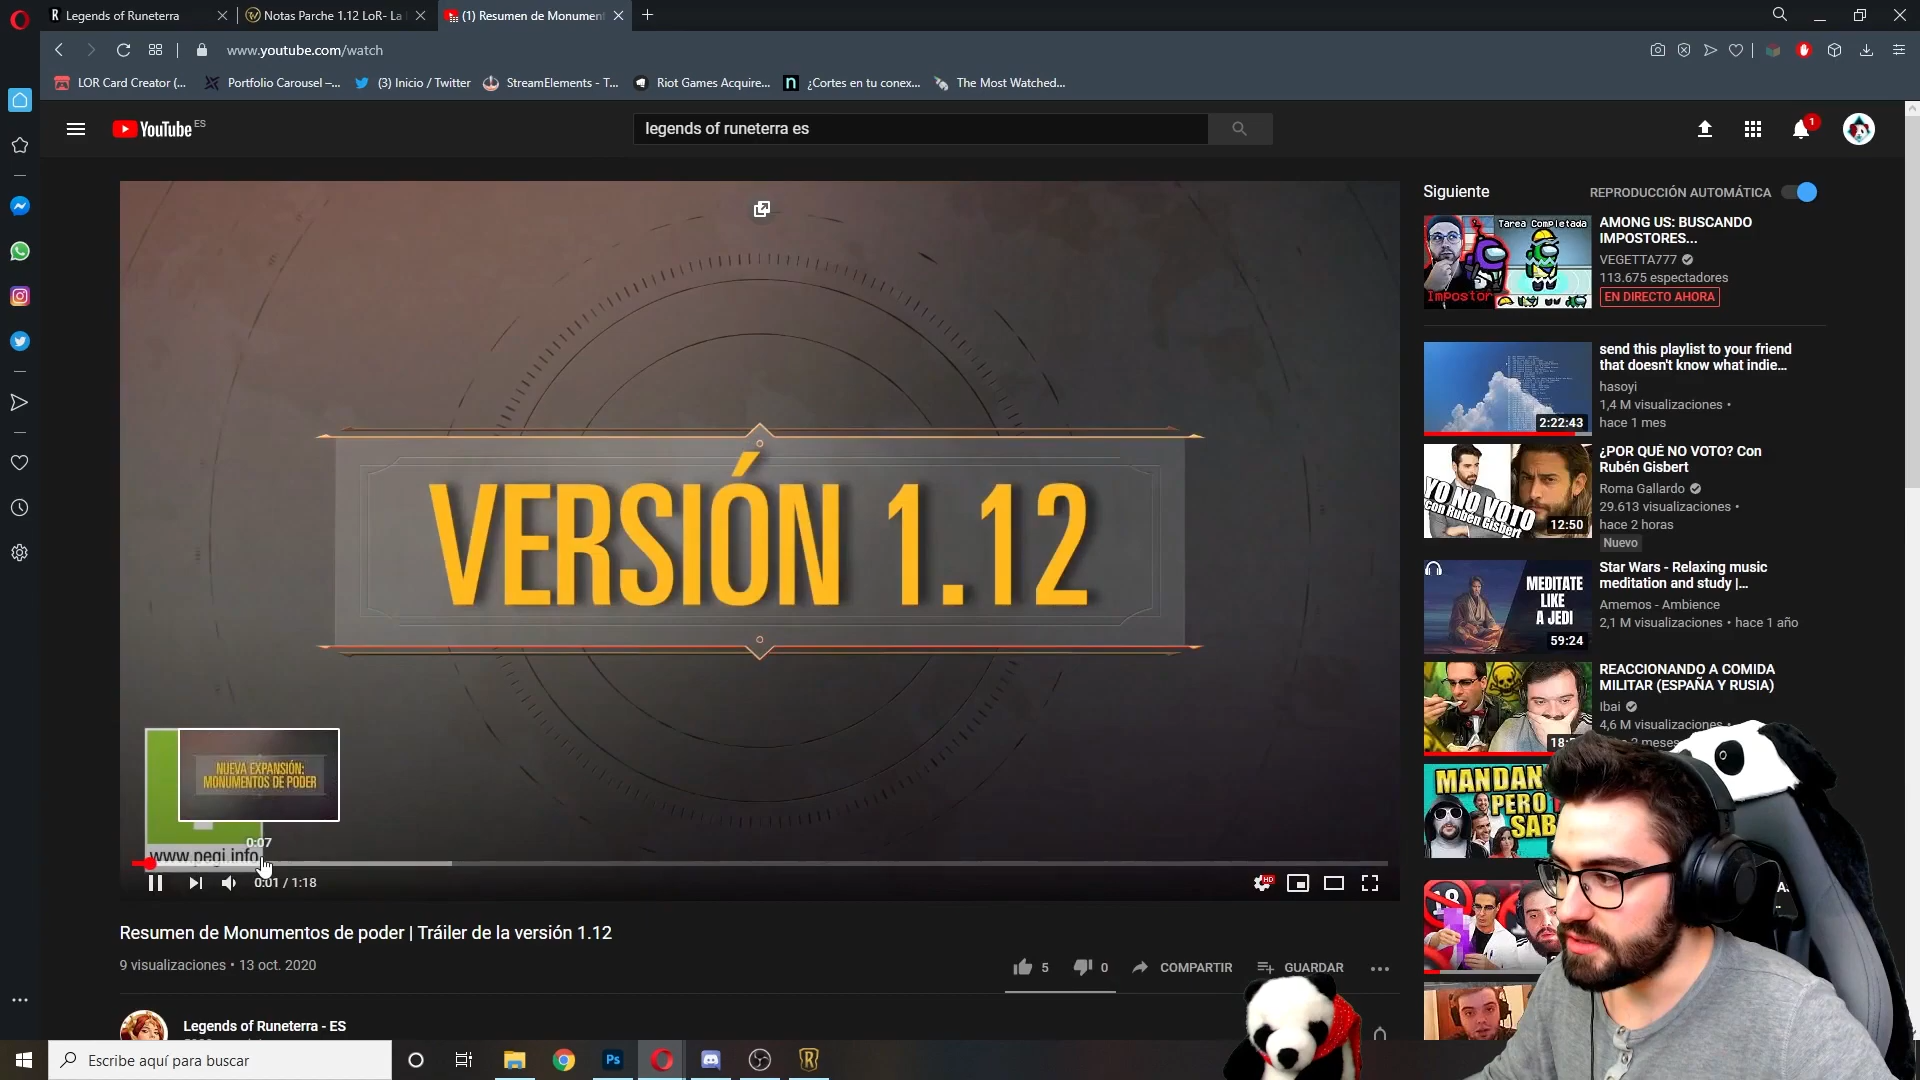 Legends of Runeterra
Notas Parche 1.12 LoR- La
(1) Resumen de Monument
www.youtube.com/watch
LOR Card Creator (...
Portfolio Carousel –...
(3) Inicio / Twitter
StreamElements - T...
Riot Games Acquire...
n
¿Cortes en tu conex...
The Most Watched...
YouTube ES
legends of runeterra es
1
VERSIÓN 1.12
NUEVA EXPANSIÓN:
MONUMENTOS DE PODER
0:07
www.pegi.info
0:01 / 1:18
HD
Resumen de Monumentos de poder | Tráiler de la versión 1.12
9 visualizaciones • 13 oct. 2020
5
0
COMPARTIR
GUARDAR
Legends of Runeterra - ES
Siguiente
REPRODUCCIÓN AUTOMÁTICA
Tarea Completada
Impostor
AMONG US: BUSCANDO
IMPOSTORES...
VEGETTA777
113.675 espectadores
EN DIRECTO AHORA
2:22:43
send this playlist to your friend
that doesn't know what indie...
hasoyi
1,4 M visualizaciones •
hace 1 mes
YO NO VOTO
con Rubén Gisbert
12:50
¿POR QUÉ NO VOTO? Con
Rubén Gisbert
Roma Gallardo
29.613 visualizaciones •
hace 2 horas
Nuevo
MEDITATE
LIKE
A JEDI
59:24
Star Wars - Relaxing music
meditation and study |...
Amemos - Ambience
2,1 M visualizaciones • hace 1 año
18:
REACCIONANDO A COMIDA
MILITAR (ESPAÑA Y RUSIA)
Ibai
4,6 M visualizaciones •
meses
MANDAN
PERO
SAB
Escribe aquí para buscar
Ps